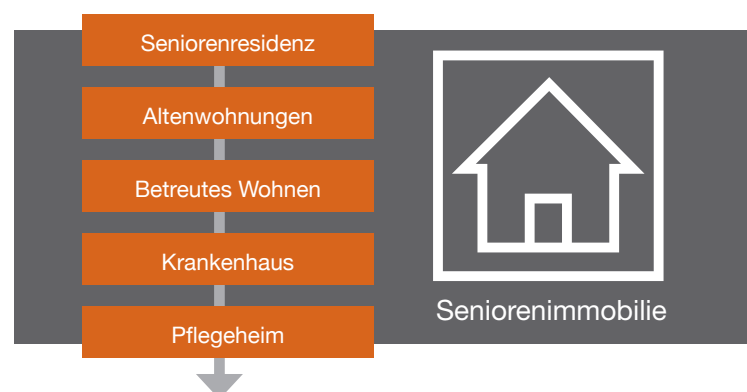 Seniorenresidenz
Altenwohnungen
Betreutes Wohnen
Krankenhaus
Pflegeheim
Seniorenimmobilie